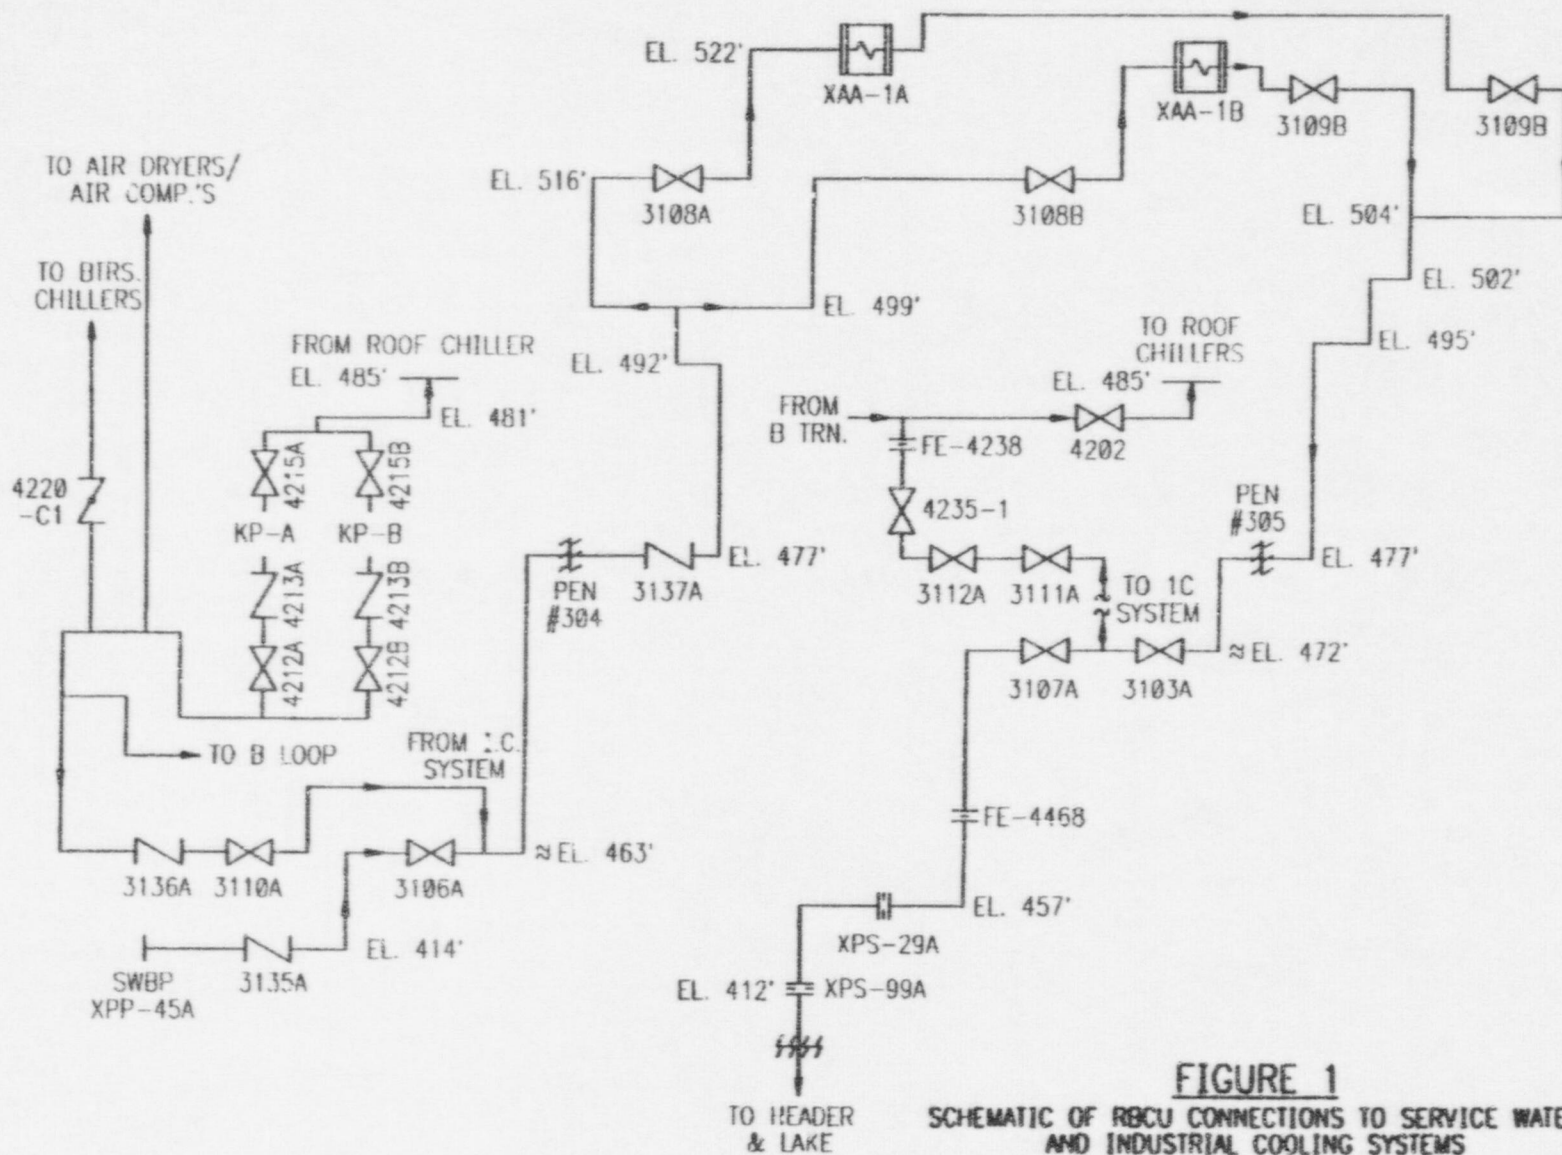 EL. 522'
XAA-1A
XAA-1B
3109B
3109B
TO AIR DRYERS/
AIR COMP.'S
EL. 516'
3108A
3108B
EL. 504'
TO BTRS.
CHILLERS
EL. 502'
EL. 499'
FROM ROOF CHILLER
EL. 485'
EL. 481'
EL. 492'
TO ROOF
CHILLERS
EL. 485'
EL. 495'
FROM
B TRN.
FE-4238
4202
4220
-C1
4215A
4215B
KP-A
KP-B
4235-1
PEN
#305
PEN
#304
3137A
EL. 477'
3112A
3111A
EL. 477'
4213A
4213B
TO 1C
SYSTEM
4212A
4212B
3107A
3103A
≈ EL. 472'
TO B LOOP
FROM I.C.
SYSTEM
FE-4468
3136A
3110A
3106A
≈ EL. 463'
EL. 457'
XPS-29A
SWBP
XPP-45A
3135A
EL. 414'
EL. 412'
XPS-99A
TO HEADER
& LAKE
FIGURE 1
SCHEMATIC OF RBCU CONNECTIONS TO SERVICE WATE
AND INDUSTRIAL COOLING SYSTEMS